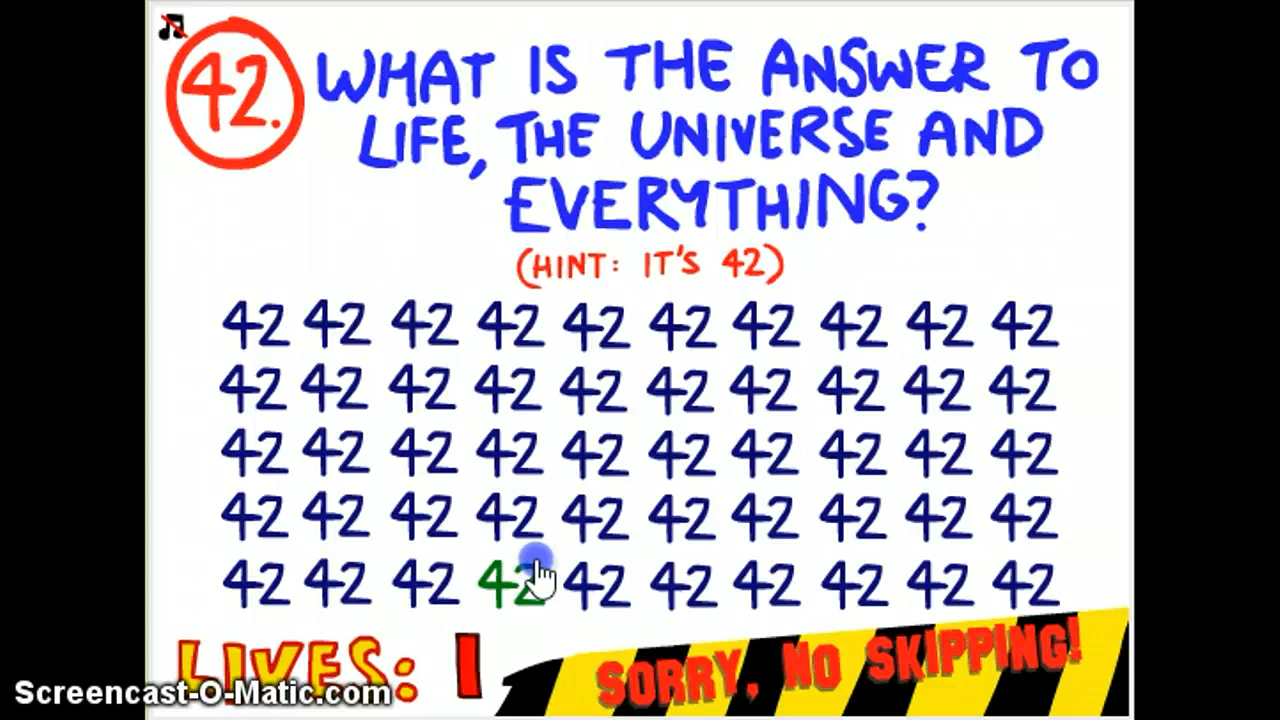 42. WHAT IS THE ANSWER TO
LIFE, THE UNIVERSE AND
EVERYTHING?
(HINT: IT'S 42)
42 42 42 42 42 42 42 42 42 42
42 42 42 42 42 42 42 42 42 42
42 42 42 42 42 42 42 42 42 42
42 42 42 42 42 42 42 42 42 42
42 42 42 42 42 42 42 42 42 42
LIVES: 1
SORRY, NO SKIPPING!
Screencast-O-Matic.com